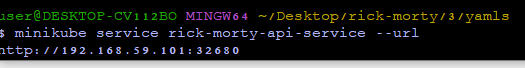 user@DESKTOP-CV112BO MINGW64 ~/Desktop/rick-morty/3/yamls
$ minikube service rick-morty-api-service --url
http://192.168.59.101:32680